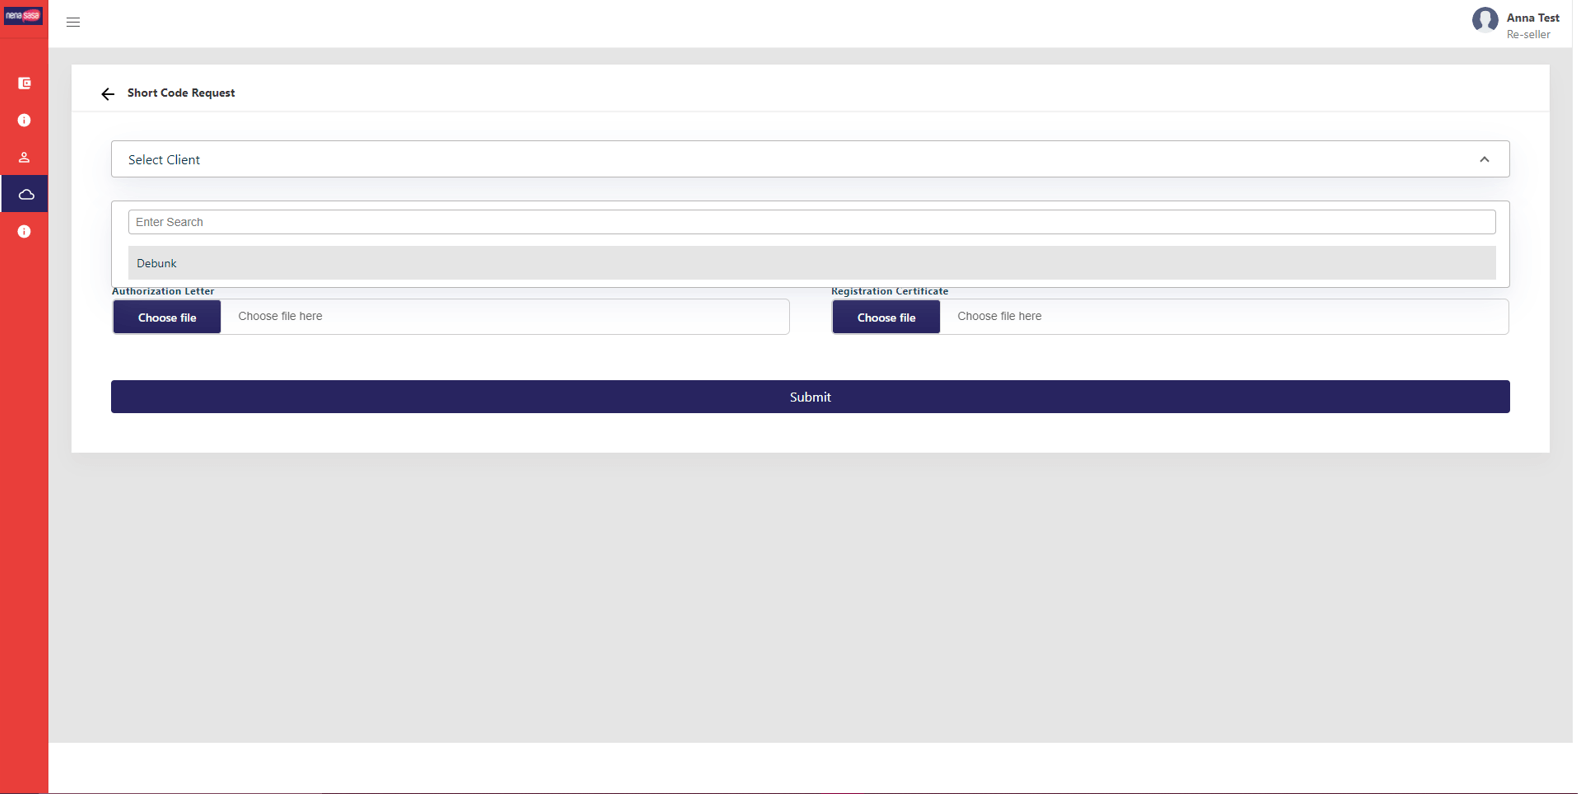 nena sasa
Anna Test
Re-seller
Short Code Request
Select Client
Enter Search
Debunk
Authorization Letter
Registration Certificate
Choose file
Choose file here
Choose file
Choose file here
Submit